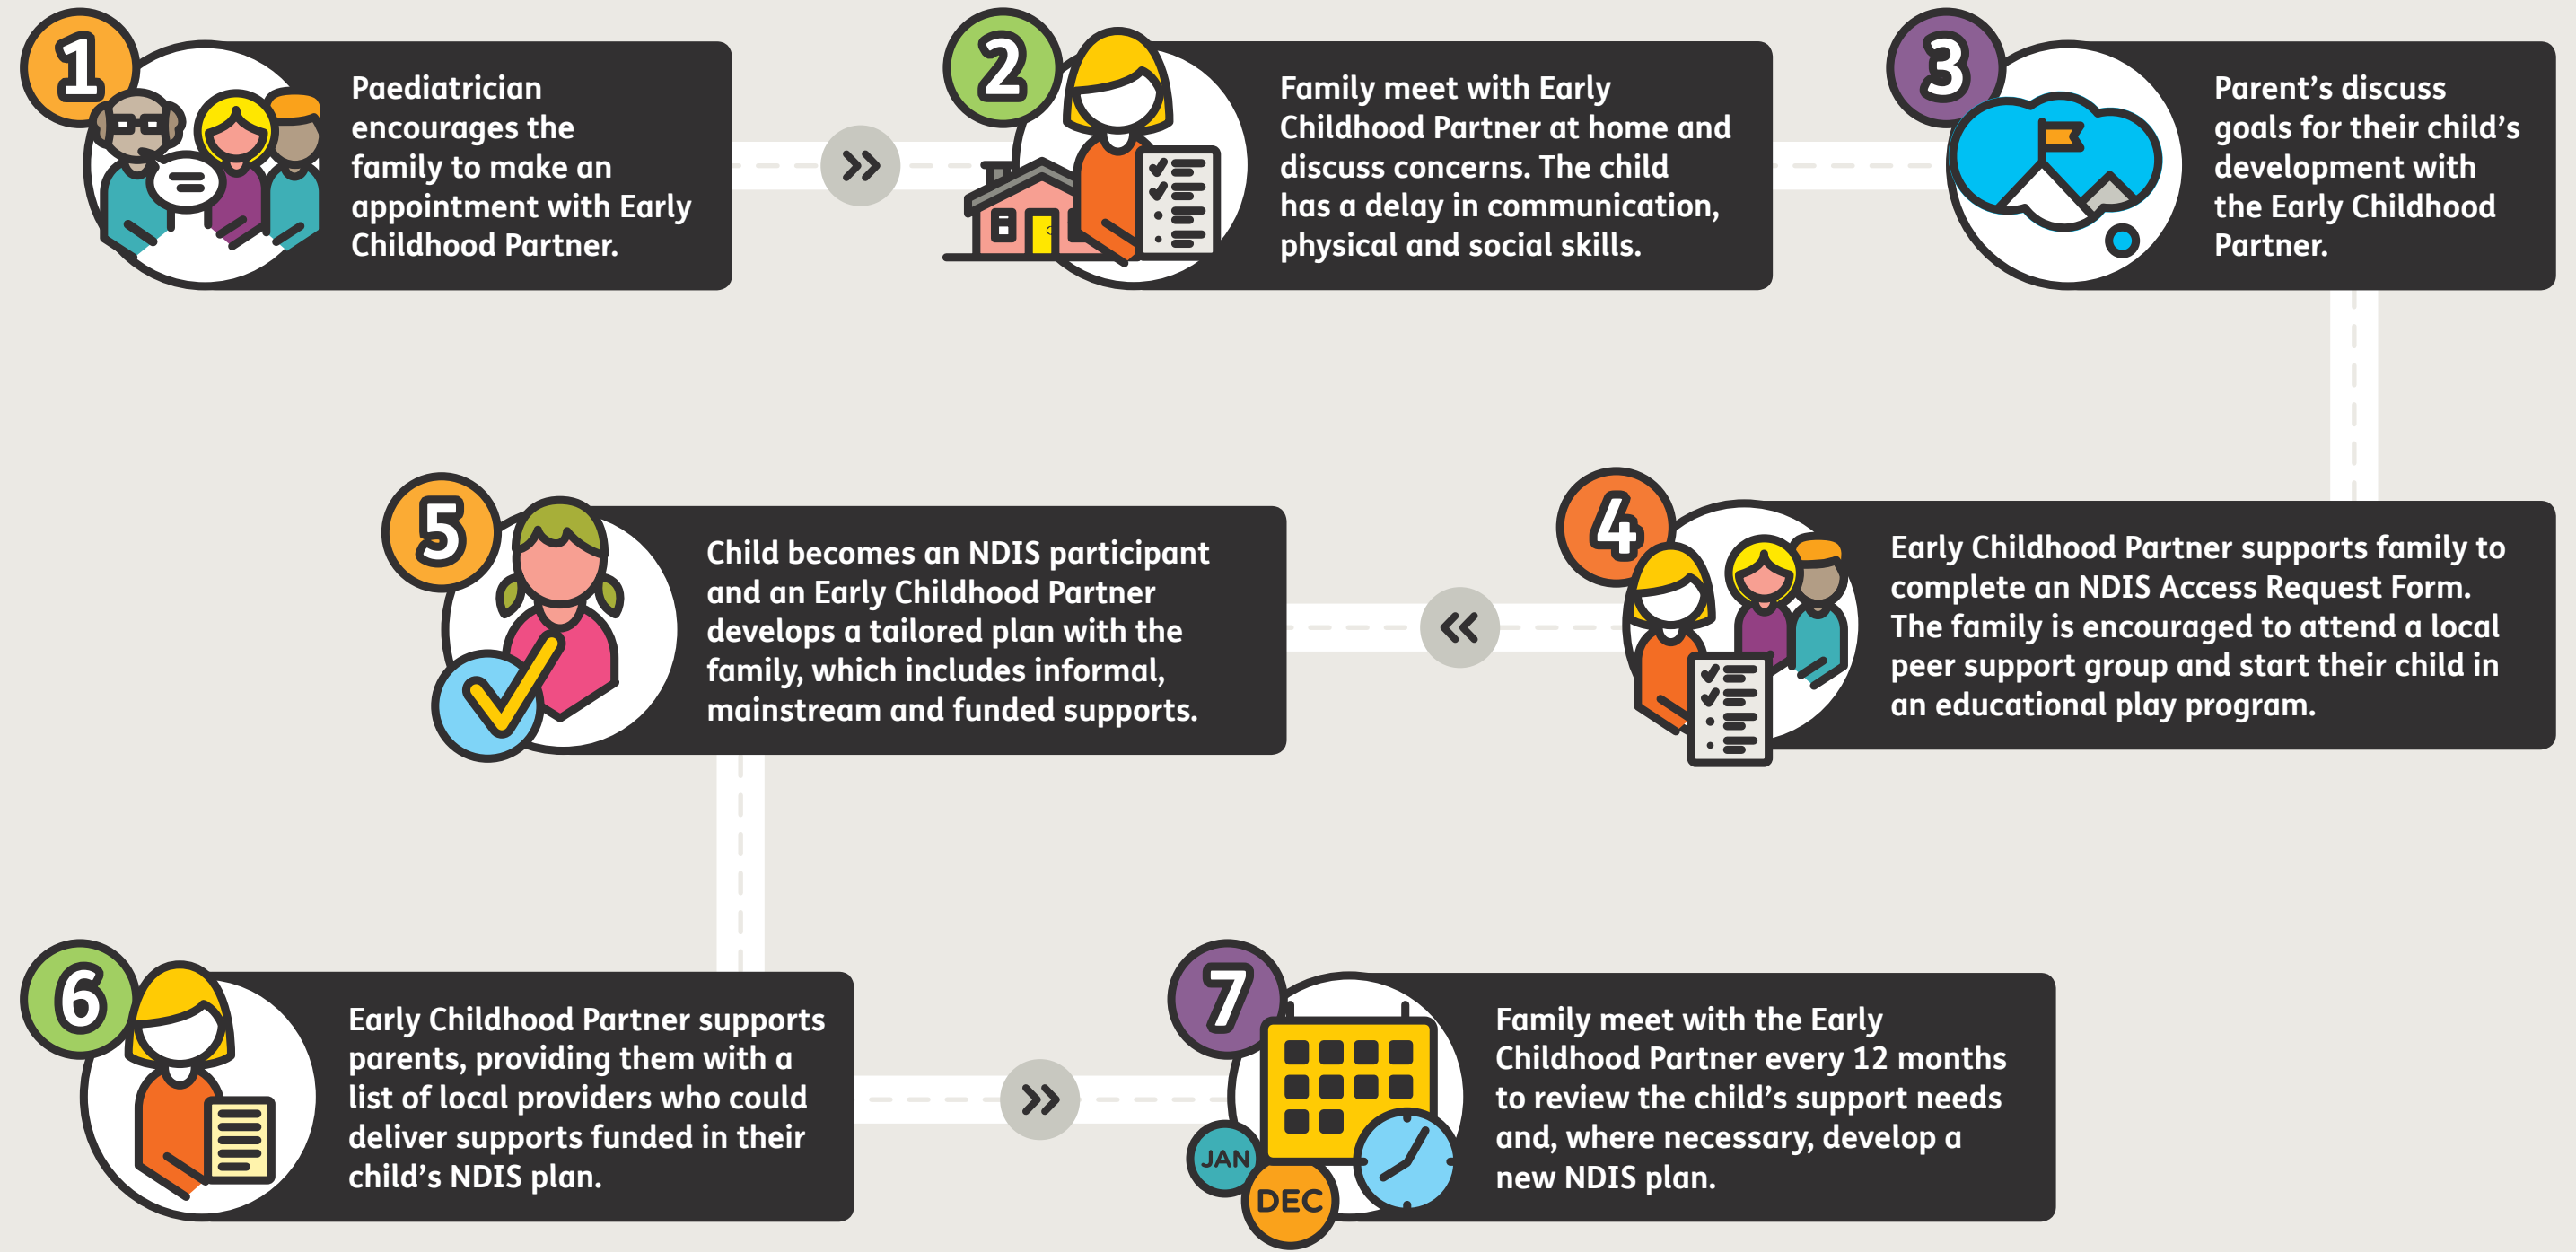 1
Paediatrician
encourages the
family to make an
appointment with Early
Childhood Partner.
2
Family meet with Early
Childhood Partner at home and
discuss concerns. The child
has a delay in communication,
physical and social skills.
3
Parent’s discuss
goals for their child’s
development with
the Early Childhood
Partner.
4
Early Childhood Partner supports family to
complete an NDIS Access Request Form.
The family is encouraged to attend a local
peer support group and start their child in
an educational play program.
5
Child becomes an NDIS participant
and an Early Childhood Partner
develops a tailored plan with the
family, which includes informal,
mainstream and funded supports.
6
Early Childhood Partner supports
parents, providing them with a
list of local providers who could
deliver supports funded in their
child’s NDIS plan.
7
JAN
DEC
Family meet with the Early
Childhood Partner every 12 months
to review the child’s support needs
and, where necessary, develop a
new NDIS plan.